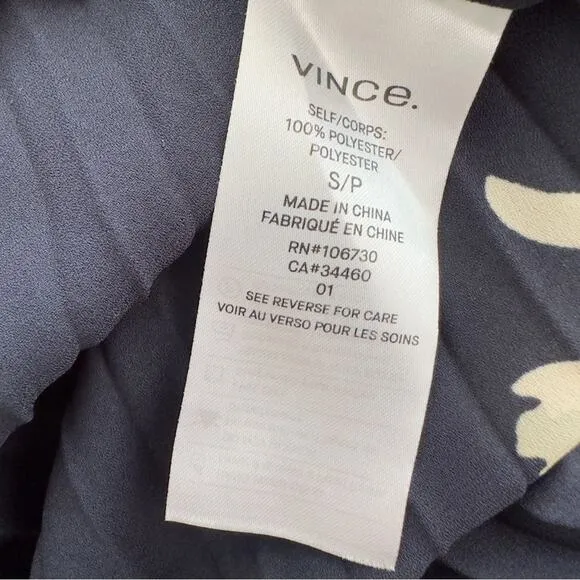 VINCE.
SELF/CORPS:
100% POLYESTER/
POLYESTER
S/P
MADE IN CHINA
FABRIQUÉ EN CHINE
RN#106730
CA#34460
01
SEE REVERSE FOR CARE
VOIR AU VERSO POUR LES SOINS